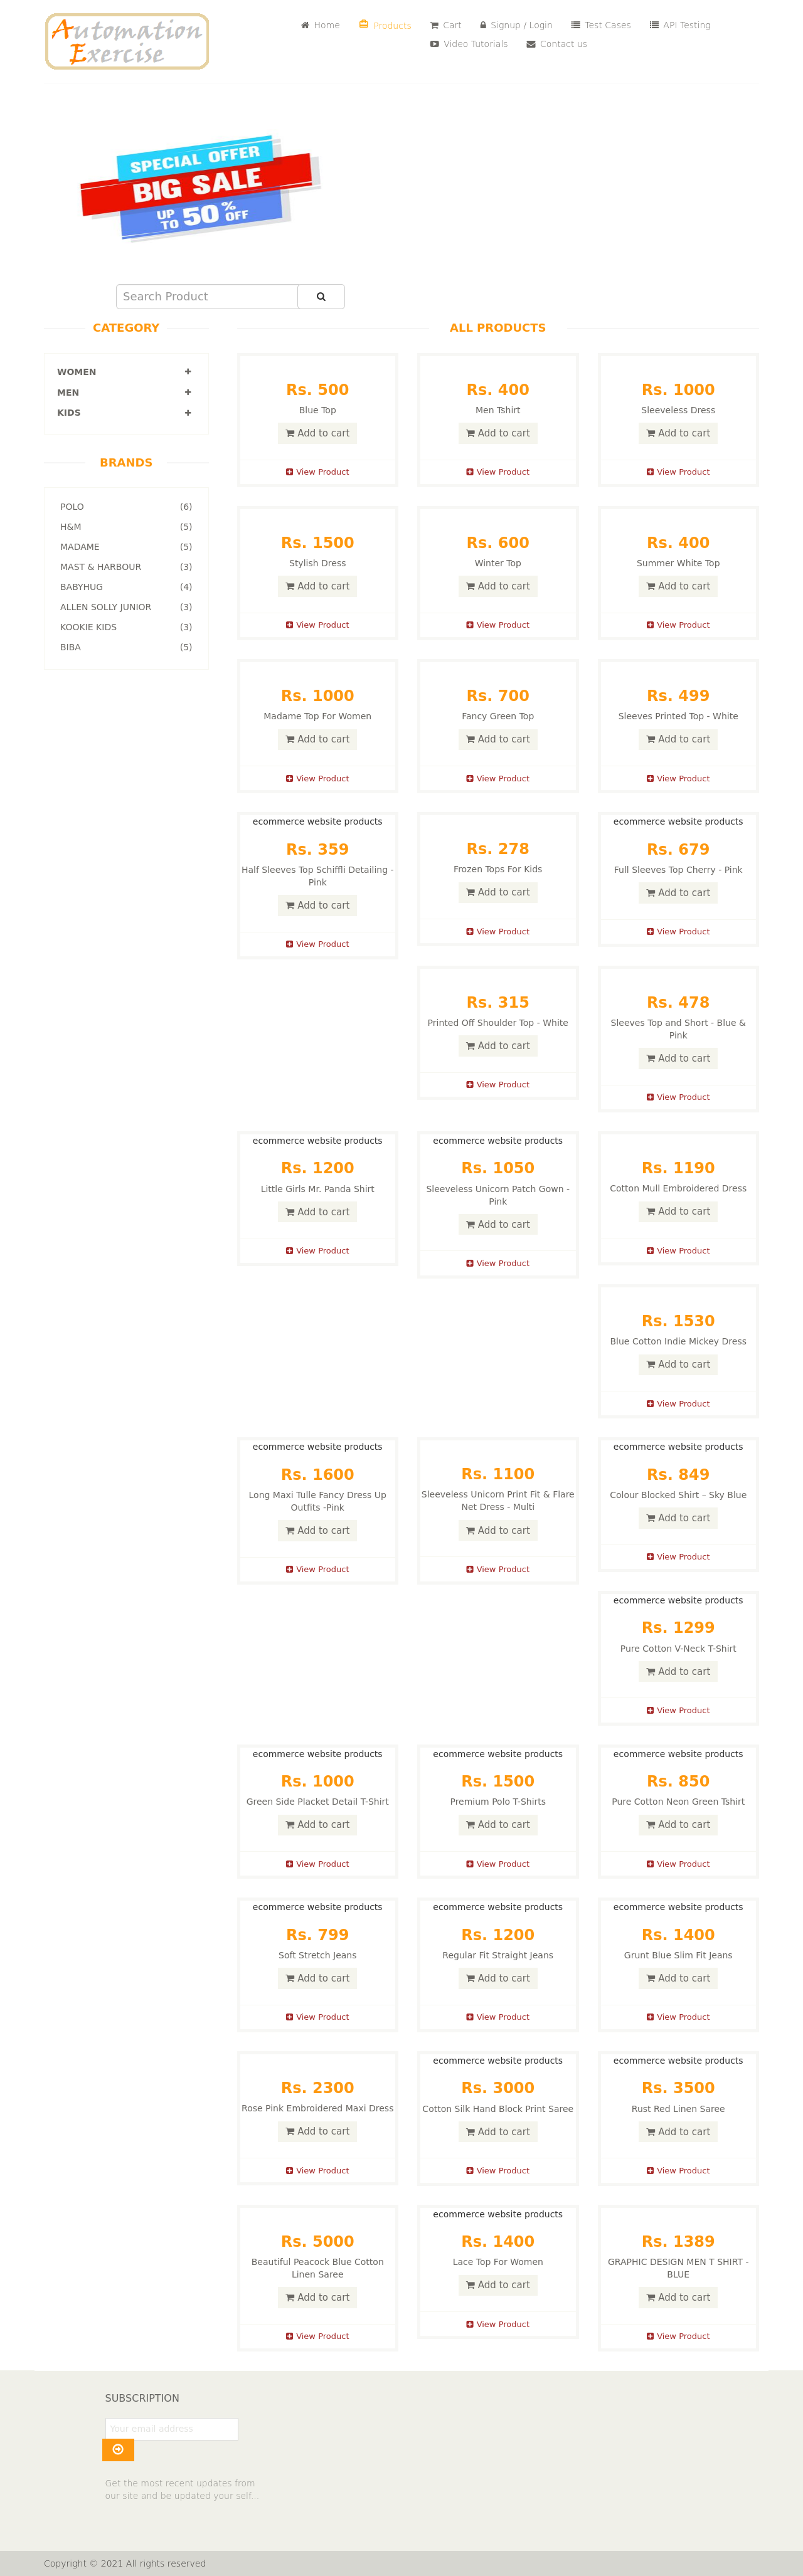 Automation
Exercise
Home
Products
Cart
Signup / Login
Test Cases
API Testing
Video Tutorials
Contact us
SPECIAL OFFER
BIG SALE
UP TO 50% OFF
Search Product
CATEGORY
WOMEN
MEN
KIDS
BRANDS
POLO (6)
H&M (5)
MADAME (5)
MAST & HARBOUR (3)
BABYHUG (4)
ALLEN SOLLY JUNIOR (3)
KOOKIE KIDS (3)
BIBA (5)
ALL PRODUCTS
Rs. 500
Blue Top
Add to cart
View Product
Rs. 400
Men Tshirt
Add to cart
View Product
Rs. 1000
Sleeveless Dress
Add to cart
View Product
Rs. 1500
Stylish Dress
Add to cart
View Product
Rs. 600
Winter Top
Add to cart
View Product
Rs. 400
Summer White Top
Add to cart
View Product
Rs. 1000
Madame Top For Women
Add to cart
View Product
Rs. 700
Fancy Green Top
Add to cart
View Product
Rs. 499
Sleeves Printed Top - White
Add to cart
View Product
ecommerce website products
Rs. 359
Half Sleeves Top Schiffli Detailing -
Pink
Add to cart
View Product
Rs. 278
Frozen Tops For Kids
Add to cart
View Product
ecommerce website products
Rs. 679
Full Sleeves Top Cherry - Pink
Add to cart
View Product
Rs. 315
Printed Off Shoulder Top - White
Add to cart
View Product
Rs. 478
Sleeves Top and Short - Blue &
Pink
Add to cart
View Product
ecommerce website products
Rs. 1200
Little Girls Mr. Panda Shirt
Add to cart
View Product
ecommerce website products
Rs. 1050
Sleeveless Unicorn Patch Gown -
Pink
Add to cart
View Product
Rs. 1190
Cotton Mull Embroidered Dress
Add to cart
View Product
Rs. 1530
Blue Cotton Indie Mickey Dress
Add to cart
View Product
ecommerce website products
Rs. 1600
Long Maxi Tulle Fancy Dress Up
Outfits -Pink
Add to cart
View Product
Rs. 1100
Sleeveless Unicorn Print Fit & Flare
Net Dress - Multi
Add to cart
View Product
ecommerce website products
Rs. 849
Colour Blocked Shirt – Sky Blue
Add to cart
View Product
ecommerce website products
Rs. 1299
Pure Cotton V-Neck T-Shirt
Add to cart
View Product
ecommerce website products
Rs. 1000
Green Side Placket Detail T-Shirt
Add to cart
View Product
ecommerce website products
Rs. 1500
Premium Polo T-Shirts
Add to cart
View Product
ecommerce website products
Rs. 850
Pure Cotton Neon Green Tshirt
Add to cart
View Product
ecommerce website products
Rs. 799
Soft Stretch Jeans
Add to cart
View Product
ecommerce website products
Rs. 1200
Regular Fit Straight Jeans
Add to cart
View Product
ecommerce website products
Rs. 1400
Grunt Blue Slim Fit Jeans
Add to cart
View Product
Rs. 2300
Rose Pink Embroidered Maxi Dress
Add to cart
View Product
ecommerce website products
Rs. 3000
Cotton Silk Hand Block Print Saree
Add to cart
View Product
ecommerce website products
Rs. 3500
Rust Red Linen Saree
Add to cart
View Product
Rs. 5000
Beautiful Peacock Blue Cotton
Linen Saree
Add to cart
View Product
ecommerce website products
Rs. 1400
Lace Top For Women
Add to cart
View Product
Rs. 1389
GRAPHIC DESIGN MEN T SHIRT -
BLUE
Add to cart
View Product
SUBSCRIPTION
Your email address
Get the most recent updates from
our site and be updated your self...
Copyright © 2021 All rights reserved